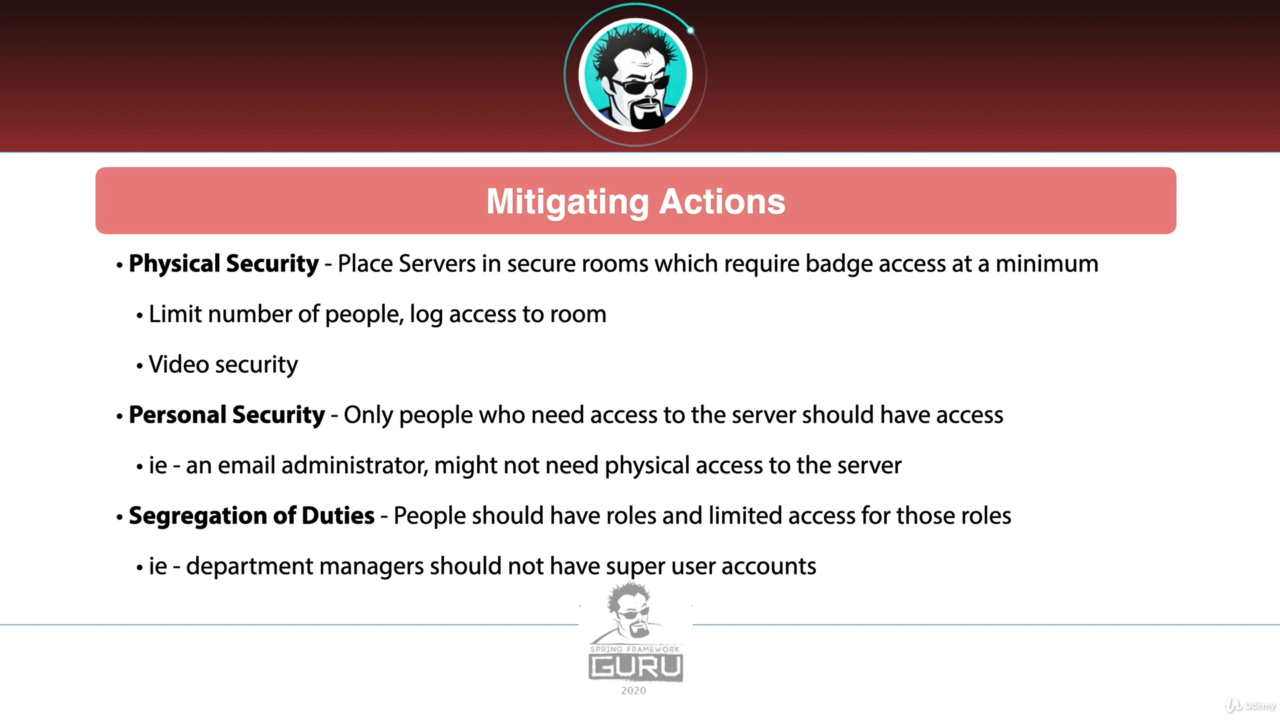 Mitigating Actions
• Physical Security - Place Servers in secure rooms which require badge access at a minimum
• Limit number of people, log access to room
• Video security
• Personal Security - Only people who need access to the server should have access
• ie - an email administrator, might not need physical access to the server
• Segregation of Duties - People should have roles and limited access for those roles
• ie - department managers should not have super user accounts
SPRING FRAMEWORK
GURU
2020
Udemy